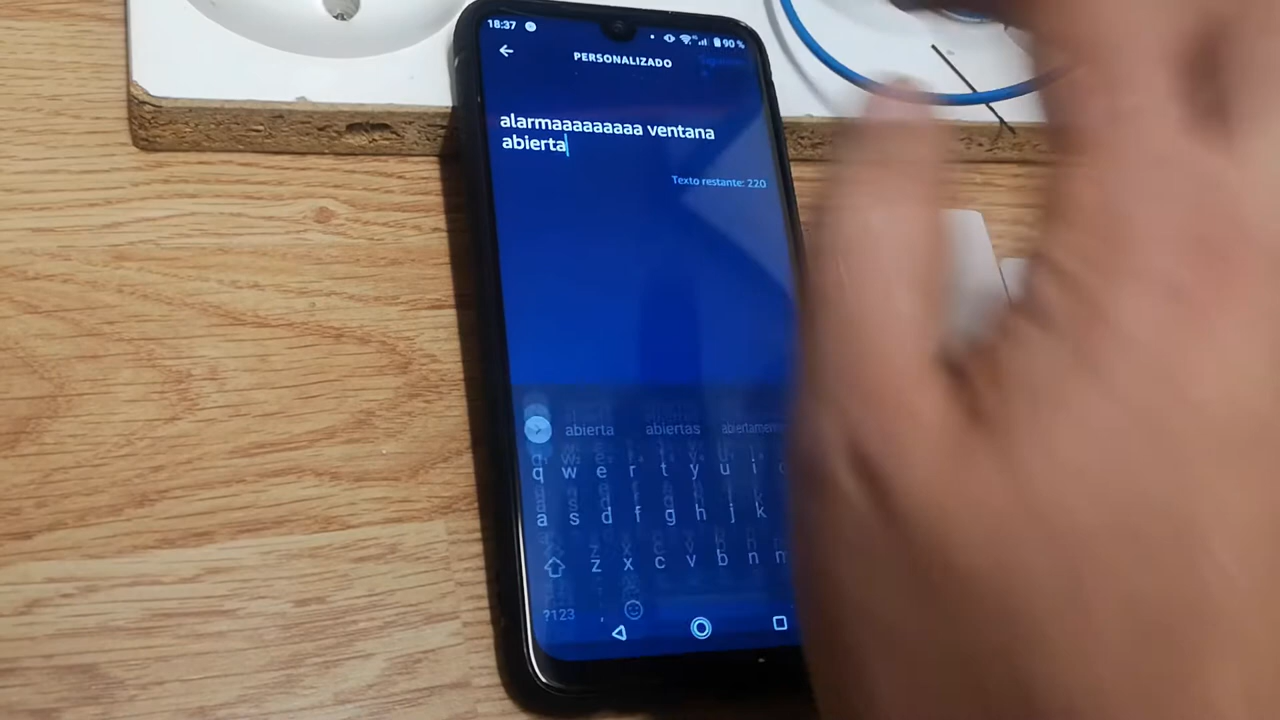 18:37 90 %
PERSONALIZADO
alarmaaaaaaaaa ventana
abierta
Texto restante: 220
abierta abiertas
q w e r t y u i
a s d f g h j k
z x c v b n
?123 ,